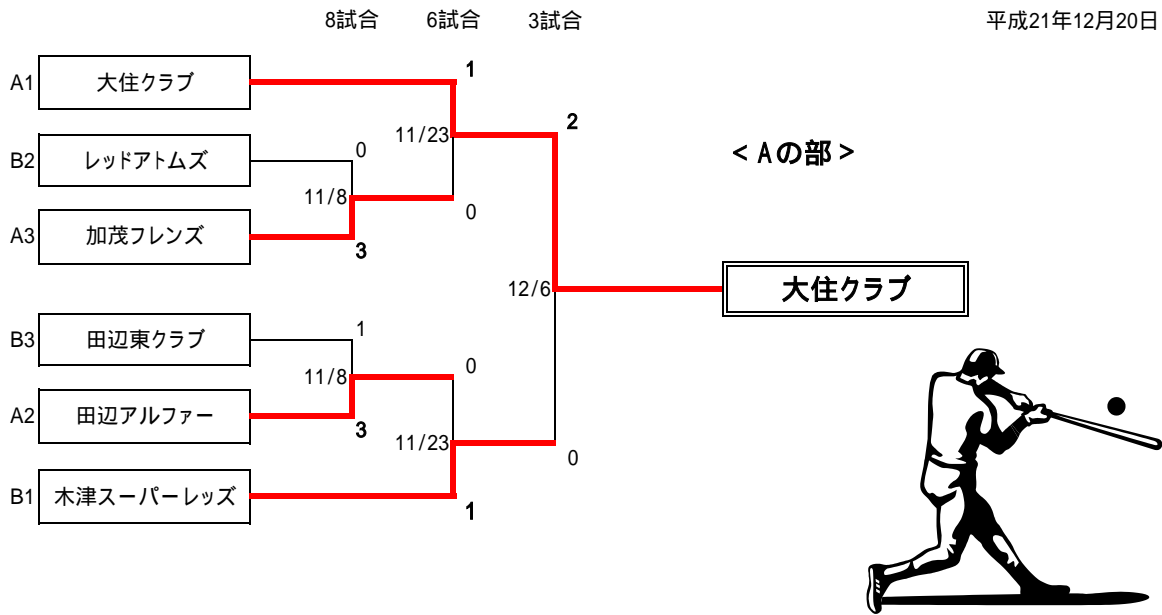 8試合 6試合 3試合 平成21年12月20日
A1 大住クラブ 1
2
11/23
B2 レッドアトムズ 0
<Aの部>
11/8
0
A3 加茂フレンズ 3
12/6 大住クラブ
B3 田辺東クラブ 1
0
11/8
A2 田辺アルファー 3
11/23
0
B1 木津スーパーレッズ 1